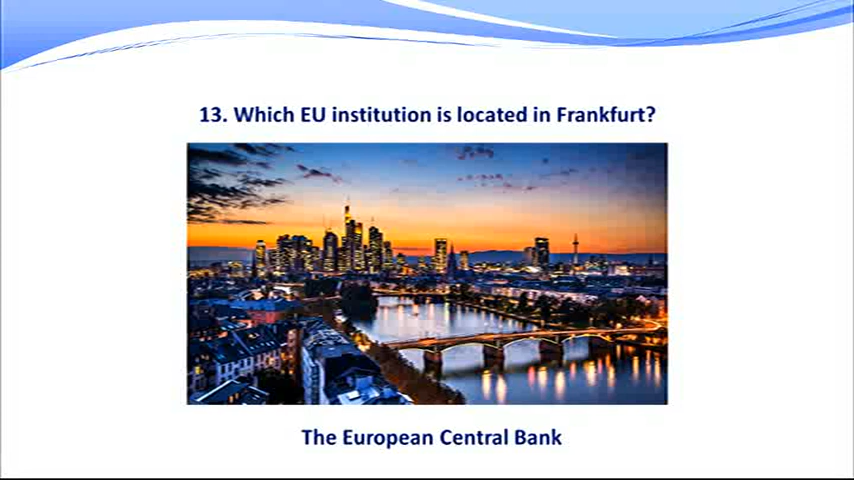 13. Which EU institution is located in Frankfurt?
The European Central Bank